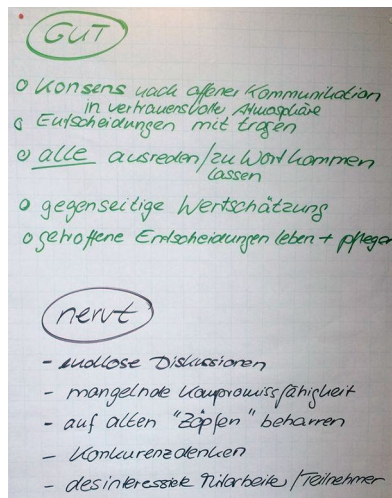 GUT
o Konsens nach offener Kommunikation
in vertrauensvoller Atmosphäre
o Entscheidungen mit tragen
o alle ausreden/zu Wort kommen
lassen
o gegenseitige Wertschätzung
o getroffene Entscheidungen leben + pflegen
nervt
- endlose Diskussionen
- mangelnde Kompromissfähigkeit
- auf alten "Zöpfen" beharren
- Konkurenzdenken
- desinteressierte Mitarbeiter/Teilnehmer